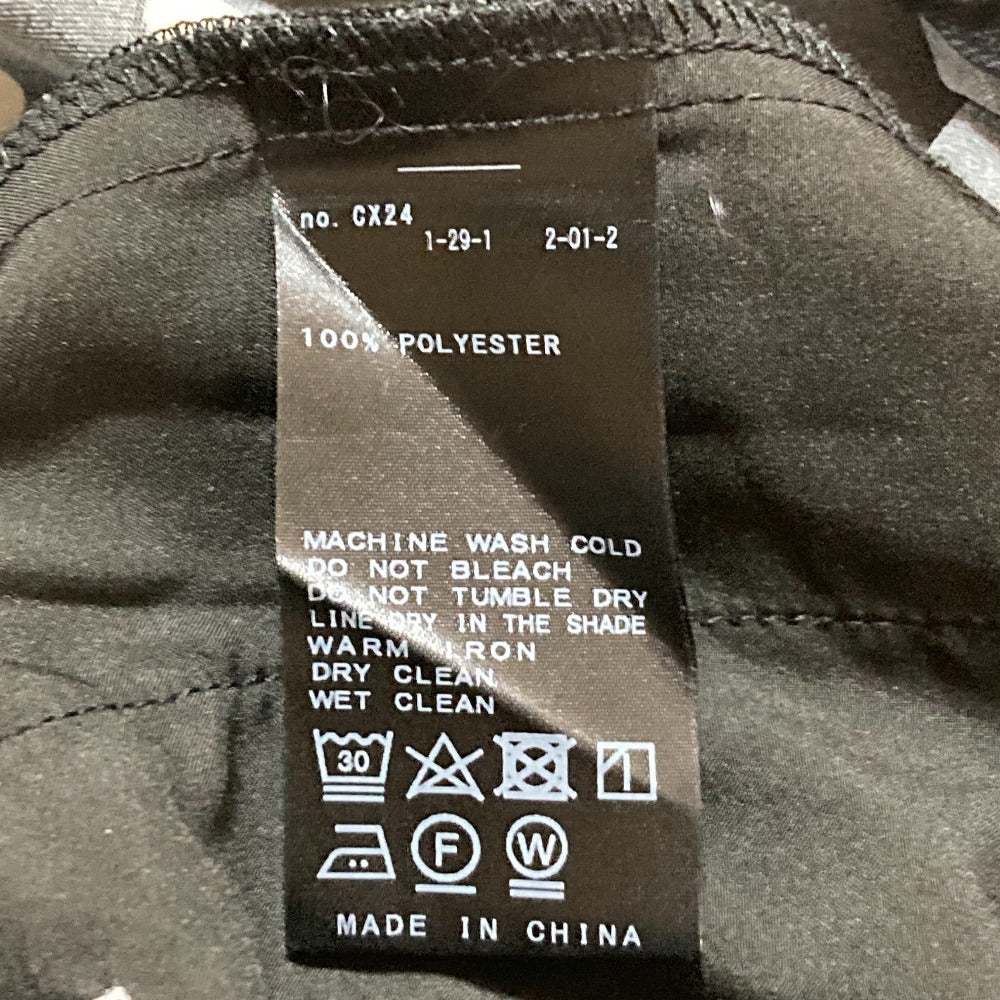 no. CX24
1-29-1 2-01-2
100% POLYESTER
MACHINE WASH COLD
DO NOT BLEACH
DO NOT TUMBLE DRY
LINE DRY IN THE SHADE
WARM IRON
DRY CLEAN
WET CLEAN
30
F W
MADE IN CHINA